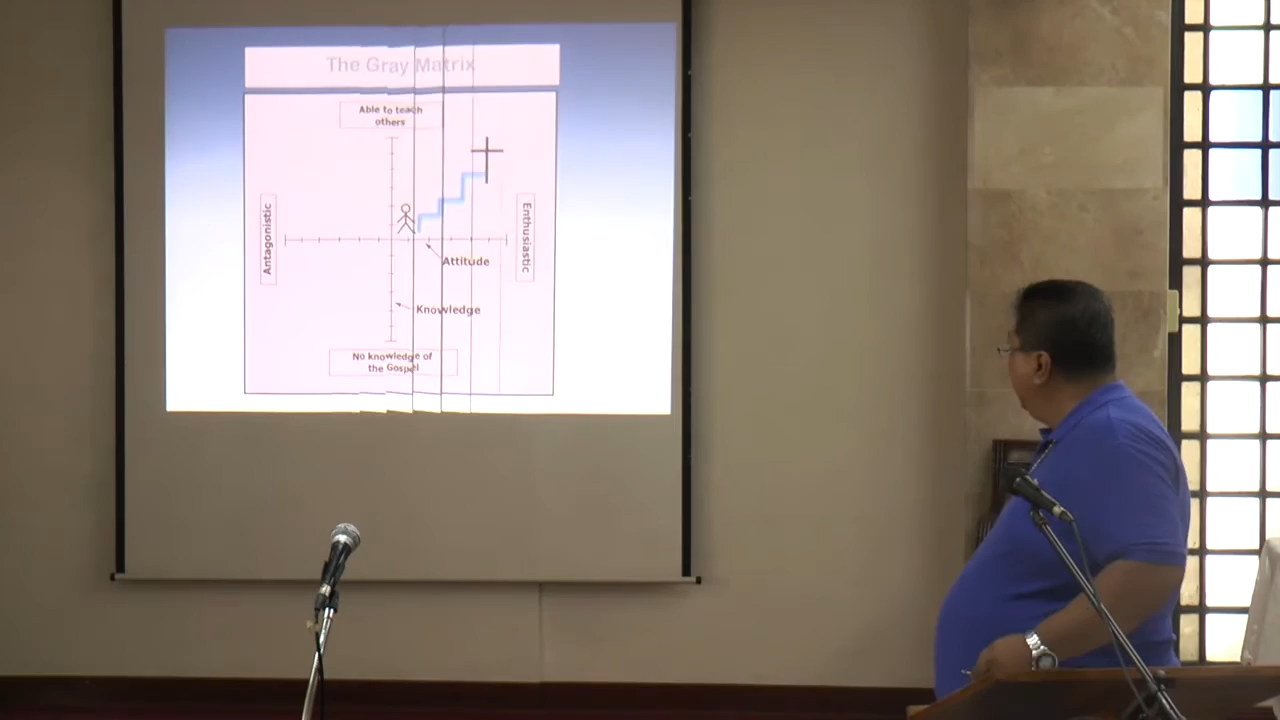 The Gray Matrix
Able to teach
others
Antagonistic
Enthusiastic
Attitude
Knowledge
No knowledge of
the Gospel